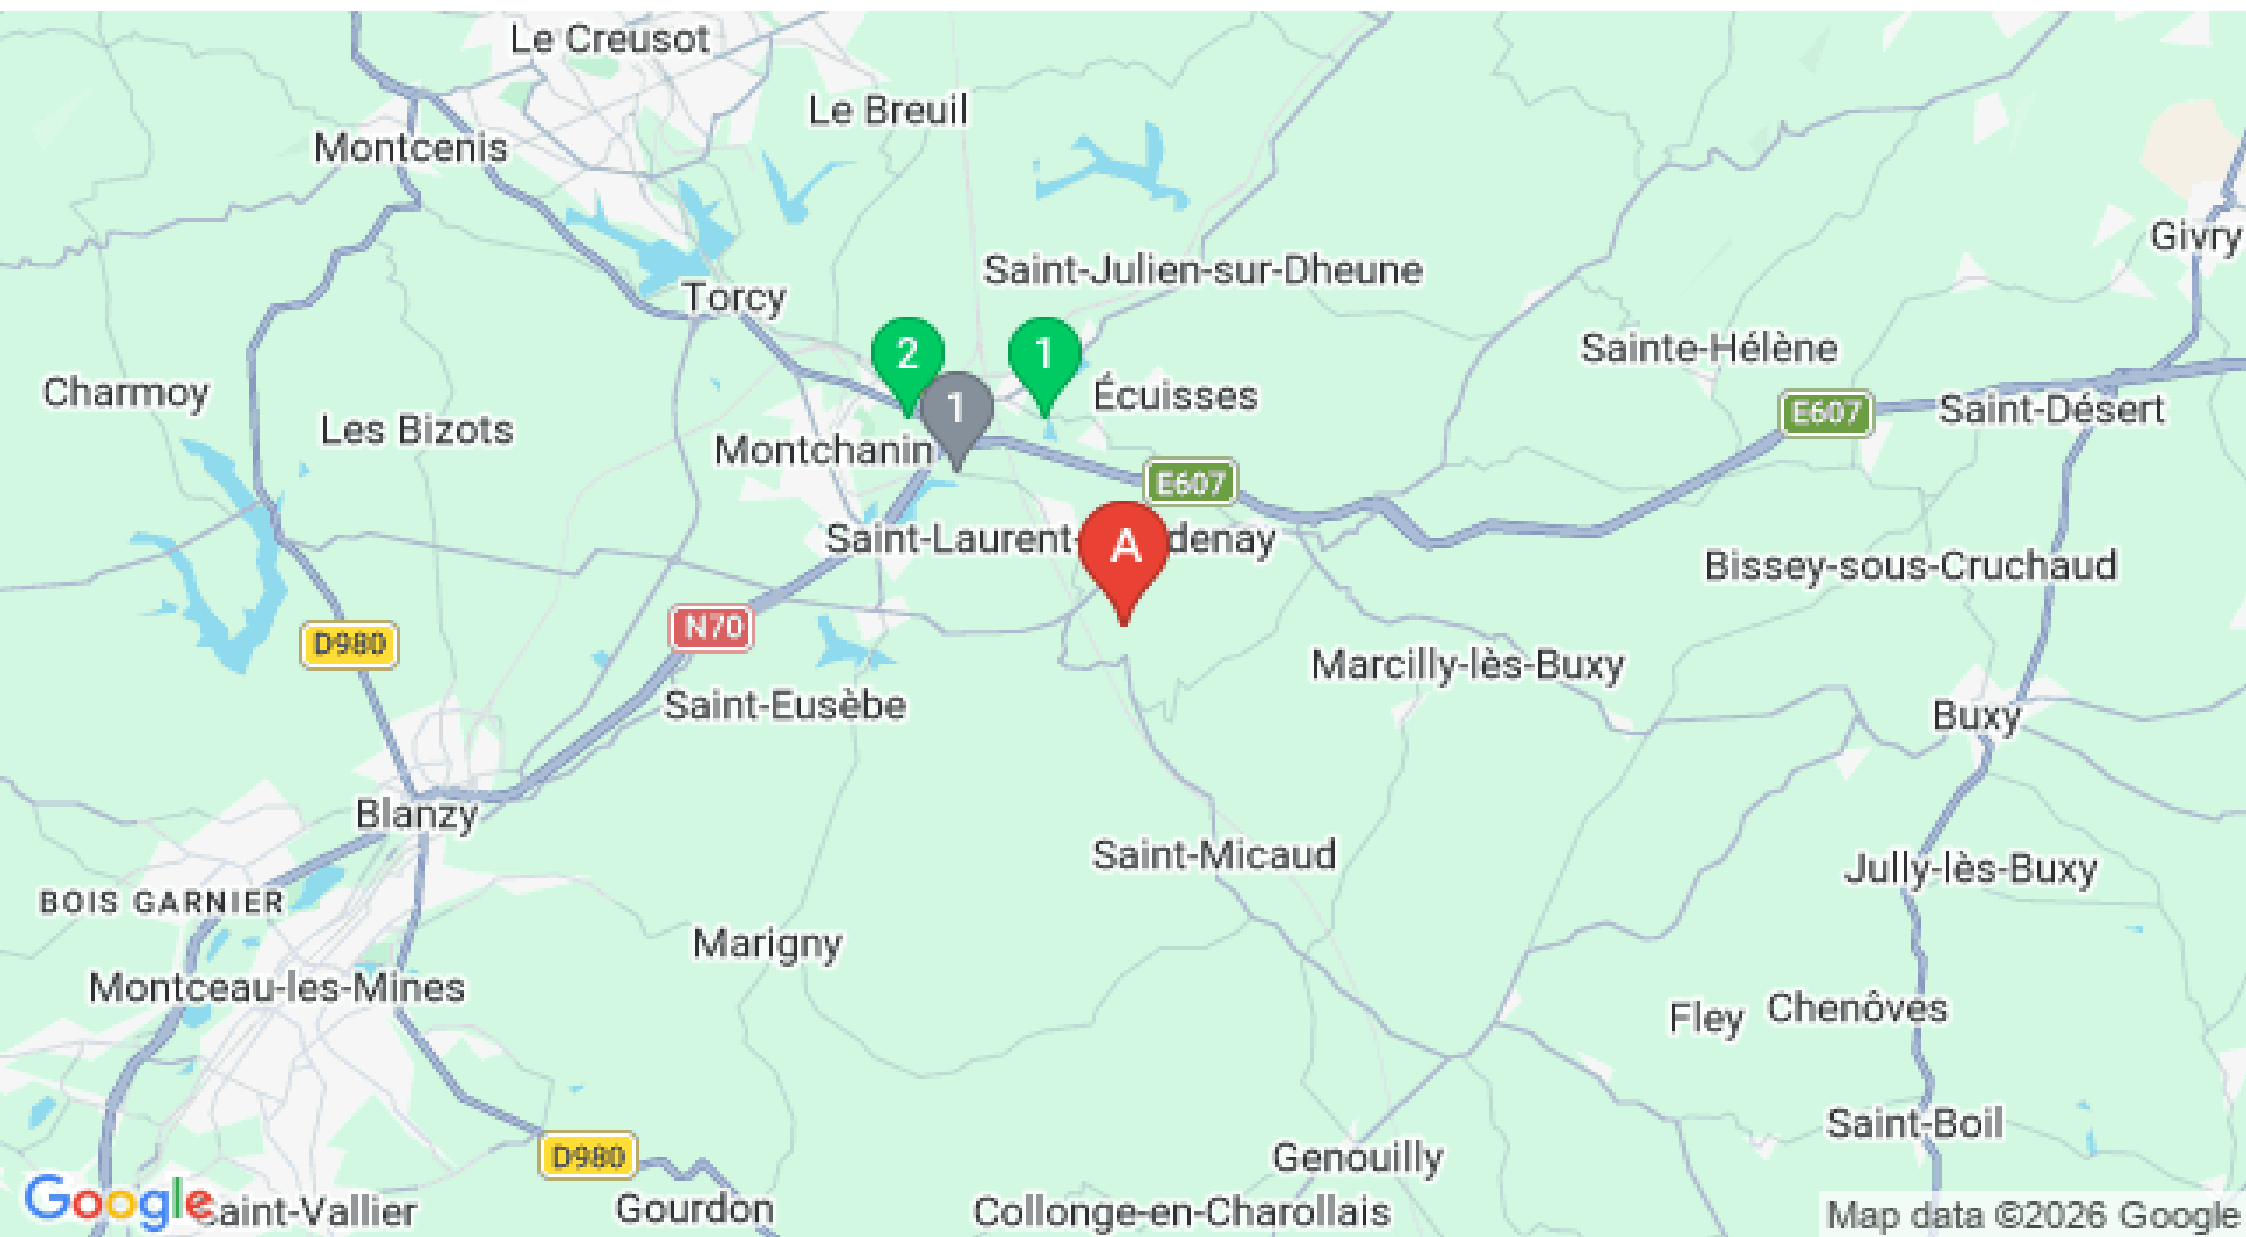 Le Creusot
Le Breuil
Montcenis
Givry
Saint-Julien-sur-Dheune
Torcy
2
1
Sainte-Hélène
Charmoy
Écuisses
1
E607
Saint-Désert
Les Bizots
Montchanin
E607
Saint-Laurent-
denay
A
Bissey-sous-Cruchaud
N70
D980
Marcilly-lès-Buxy
Saint-Eusèbe
Buxy
Blanzy
Saint-Micaud
Jully-lès-Buxy
BOIS GARNIER
Marigny
Montceau-les-Mines
Fley
Chenôves
Saint-Boil
D980
Genouilly
Google
Saint-Vallier
Gourdon
Collonge-en-Charollais
Map data ©2026 Google